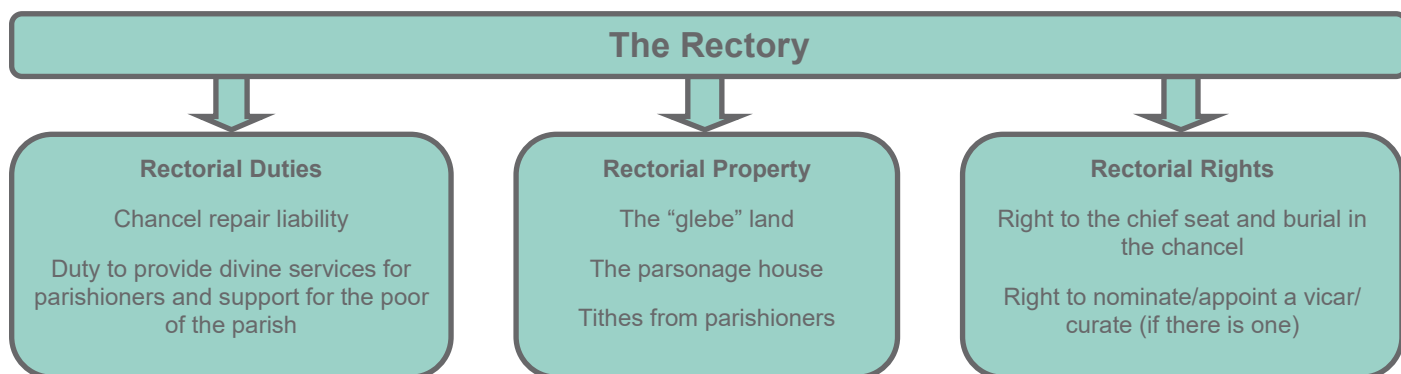 The Rectory
Rectorial Duties
Chancel repair liability
Duty to provide divine services for
parishioners and support for the poor
of the parish
Rectorial Property
The “glebe” land
The parsonage house
Tithes from parishioners
Rectorial Rights
Right to the chief seat and burial in
the chancel
Right to nominate/appoint a vicar/
curate (if there is one)